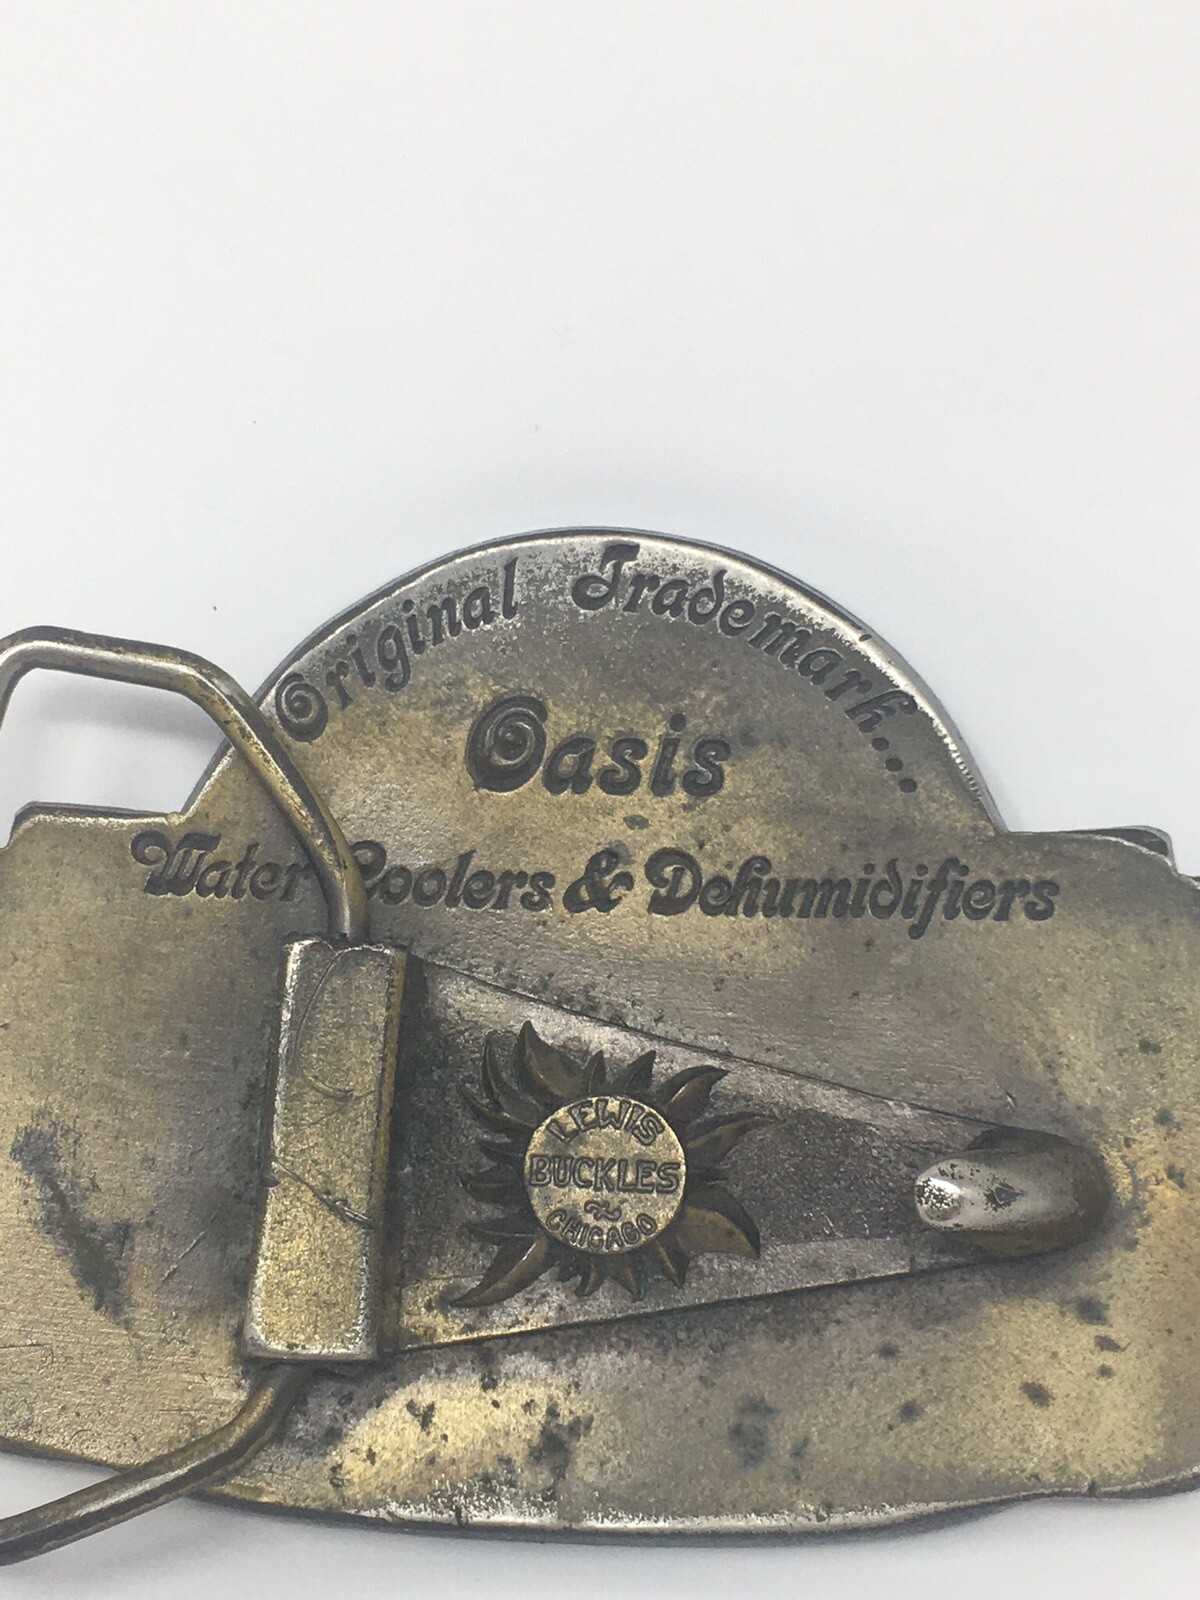 Original Trademark...
Oasis
Water Coolers & Dehumidifiers
LEWIS
BUCKLES
~
CHICAGO